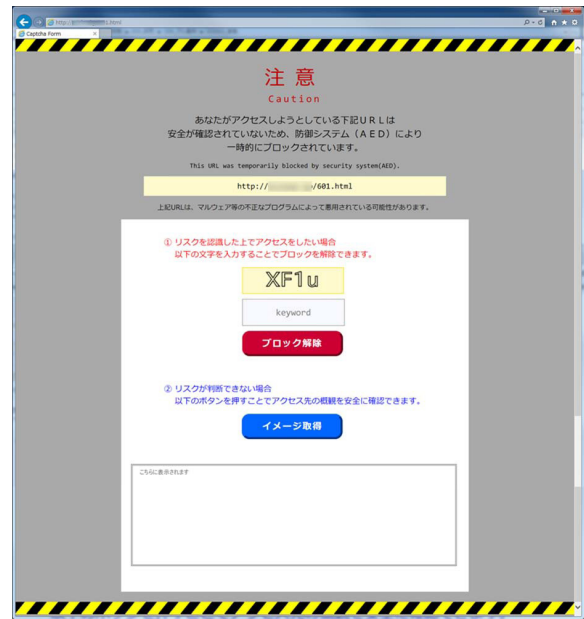 http://
1.html
Captcha Form
注意
Caution
あなたがアクセスしようとしている下記ＵＲＬは
安全が確認されていないため、防御システム（ＡＥＤ）により
一時的にブロックされています。
This URL was temporarily blocked by security system(AED).
http:// /601.html
上記URLは、マルウェア等の不正なプログラムによって悪用されている可能性があります。
① リスクを認識した上でアクセスをしたい場合
以下の文字を入力することでブロックを解除できます。
XF1u
keyword
ブロック解除
② リスクが判断できない場合
以下のボタンを押すことでアクセス先の概観を安全に確認できます。
イメージ取得
こちらに表示されます